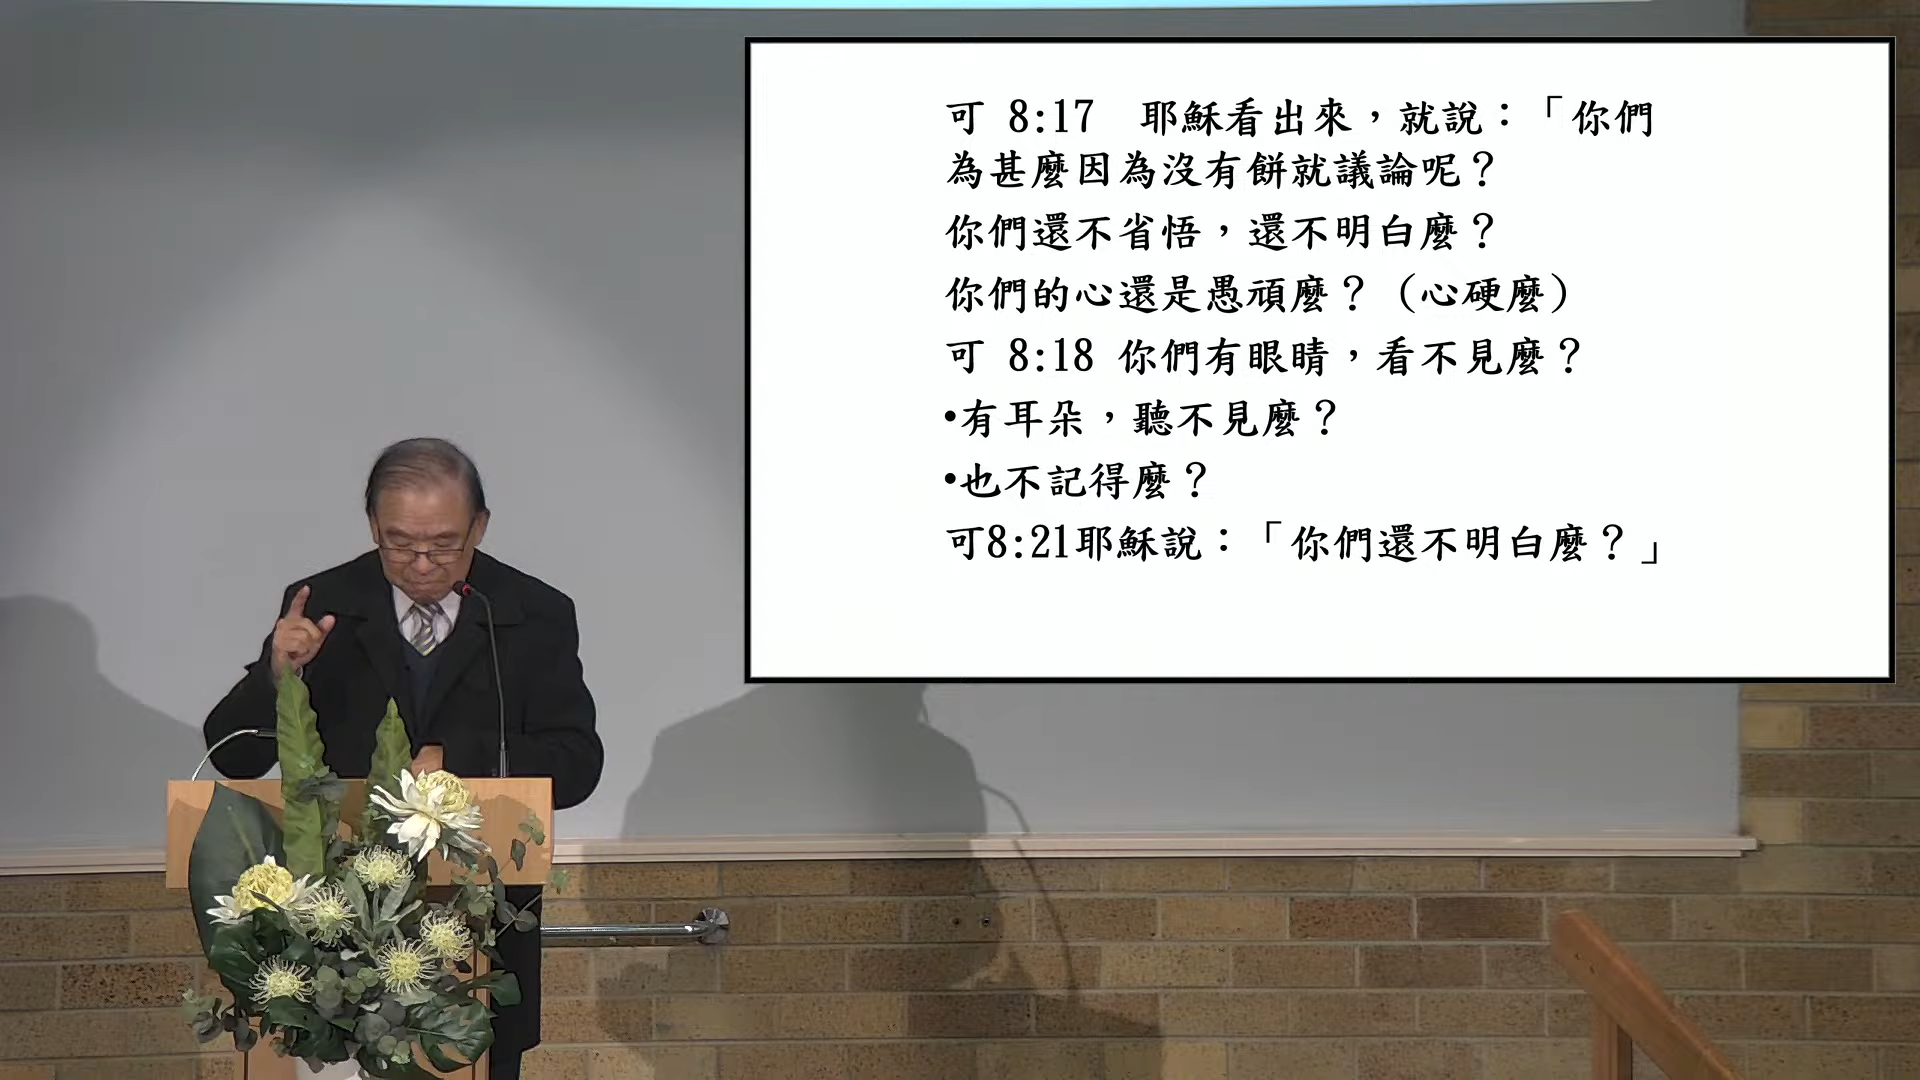 可 8:17 耶穌看出來，就說：「你們
為甚麼因為沒有餅就議論呢？
你們還不省悟，還不明白麼？
你們的心還是愚頑麼？（心硬麼）
可 8:18 你們有眼睛，看不見麼？
•有耳朵，聽不見麼？
•也不記得麼？
可8:21耶穌說：「你們還不明白麼？」